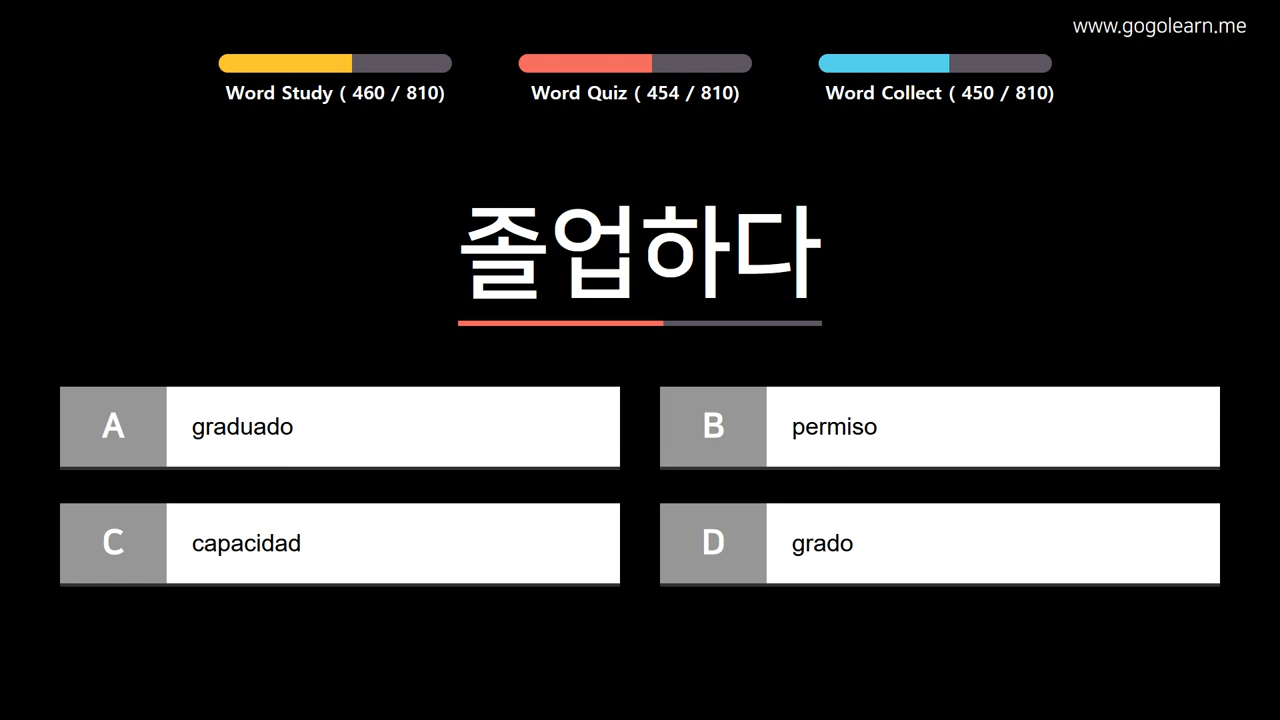 www.gogolearn.me
Word Study ( 460 / 810)
Word Quiz ( 454 / 810)
Word Collect ( 450 / 810)
졸업하다
A graduado
B permiso
C capacidad
D grado